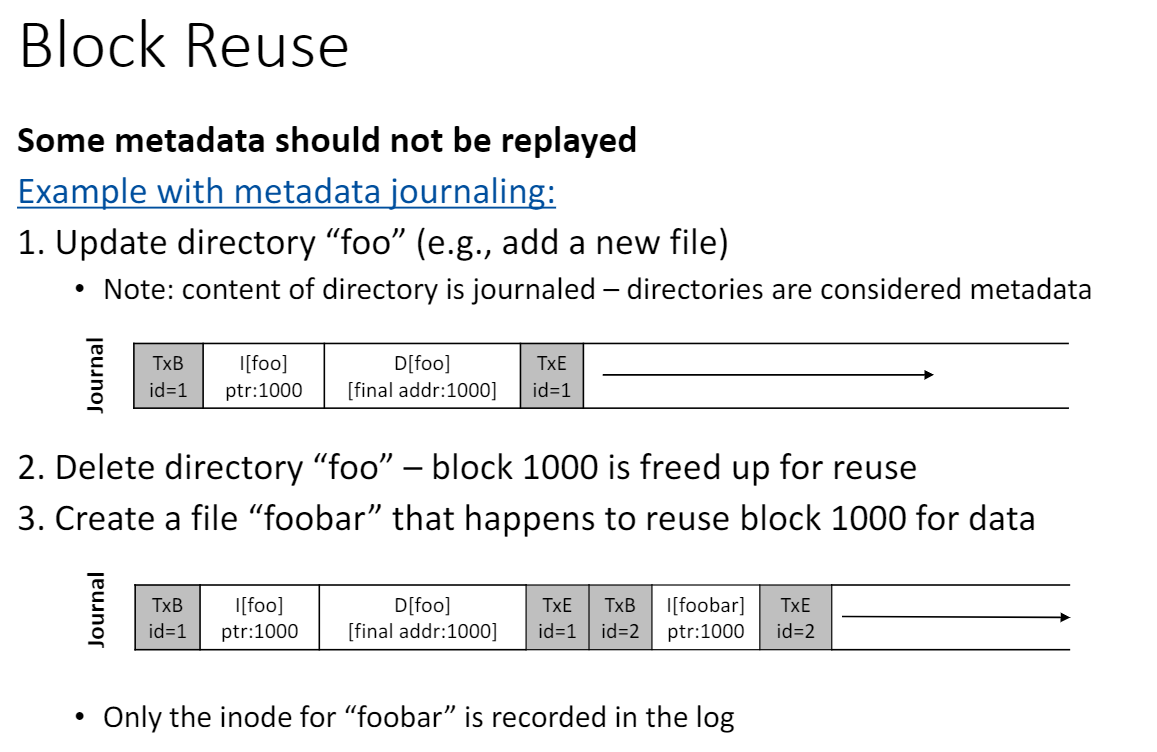 Block Reuse
Some metadata should not be replayed
Example with metadata journaling:
1. Update directory “foo” (e.g., add a new file)
• Note: content of directory is journaled – directories are considered metadata
Journal
TxB id=1
I[foo] ptr:1000
D[foo] [final addr:1000]
TxE id=1
2. Delete directory “foo” – block 1000 is freed up for reuse
3. Create a file “foobar” that happens to reuse block 1000 for data
Journal
TxB id=1
I[foo] ptr:1000
D[foo] [final addr:1000]
TxE id=1
TxB id=2
I[foobar] ptr:1000
TxE id=2
• Only the inode for “foobar” is recorded in the log